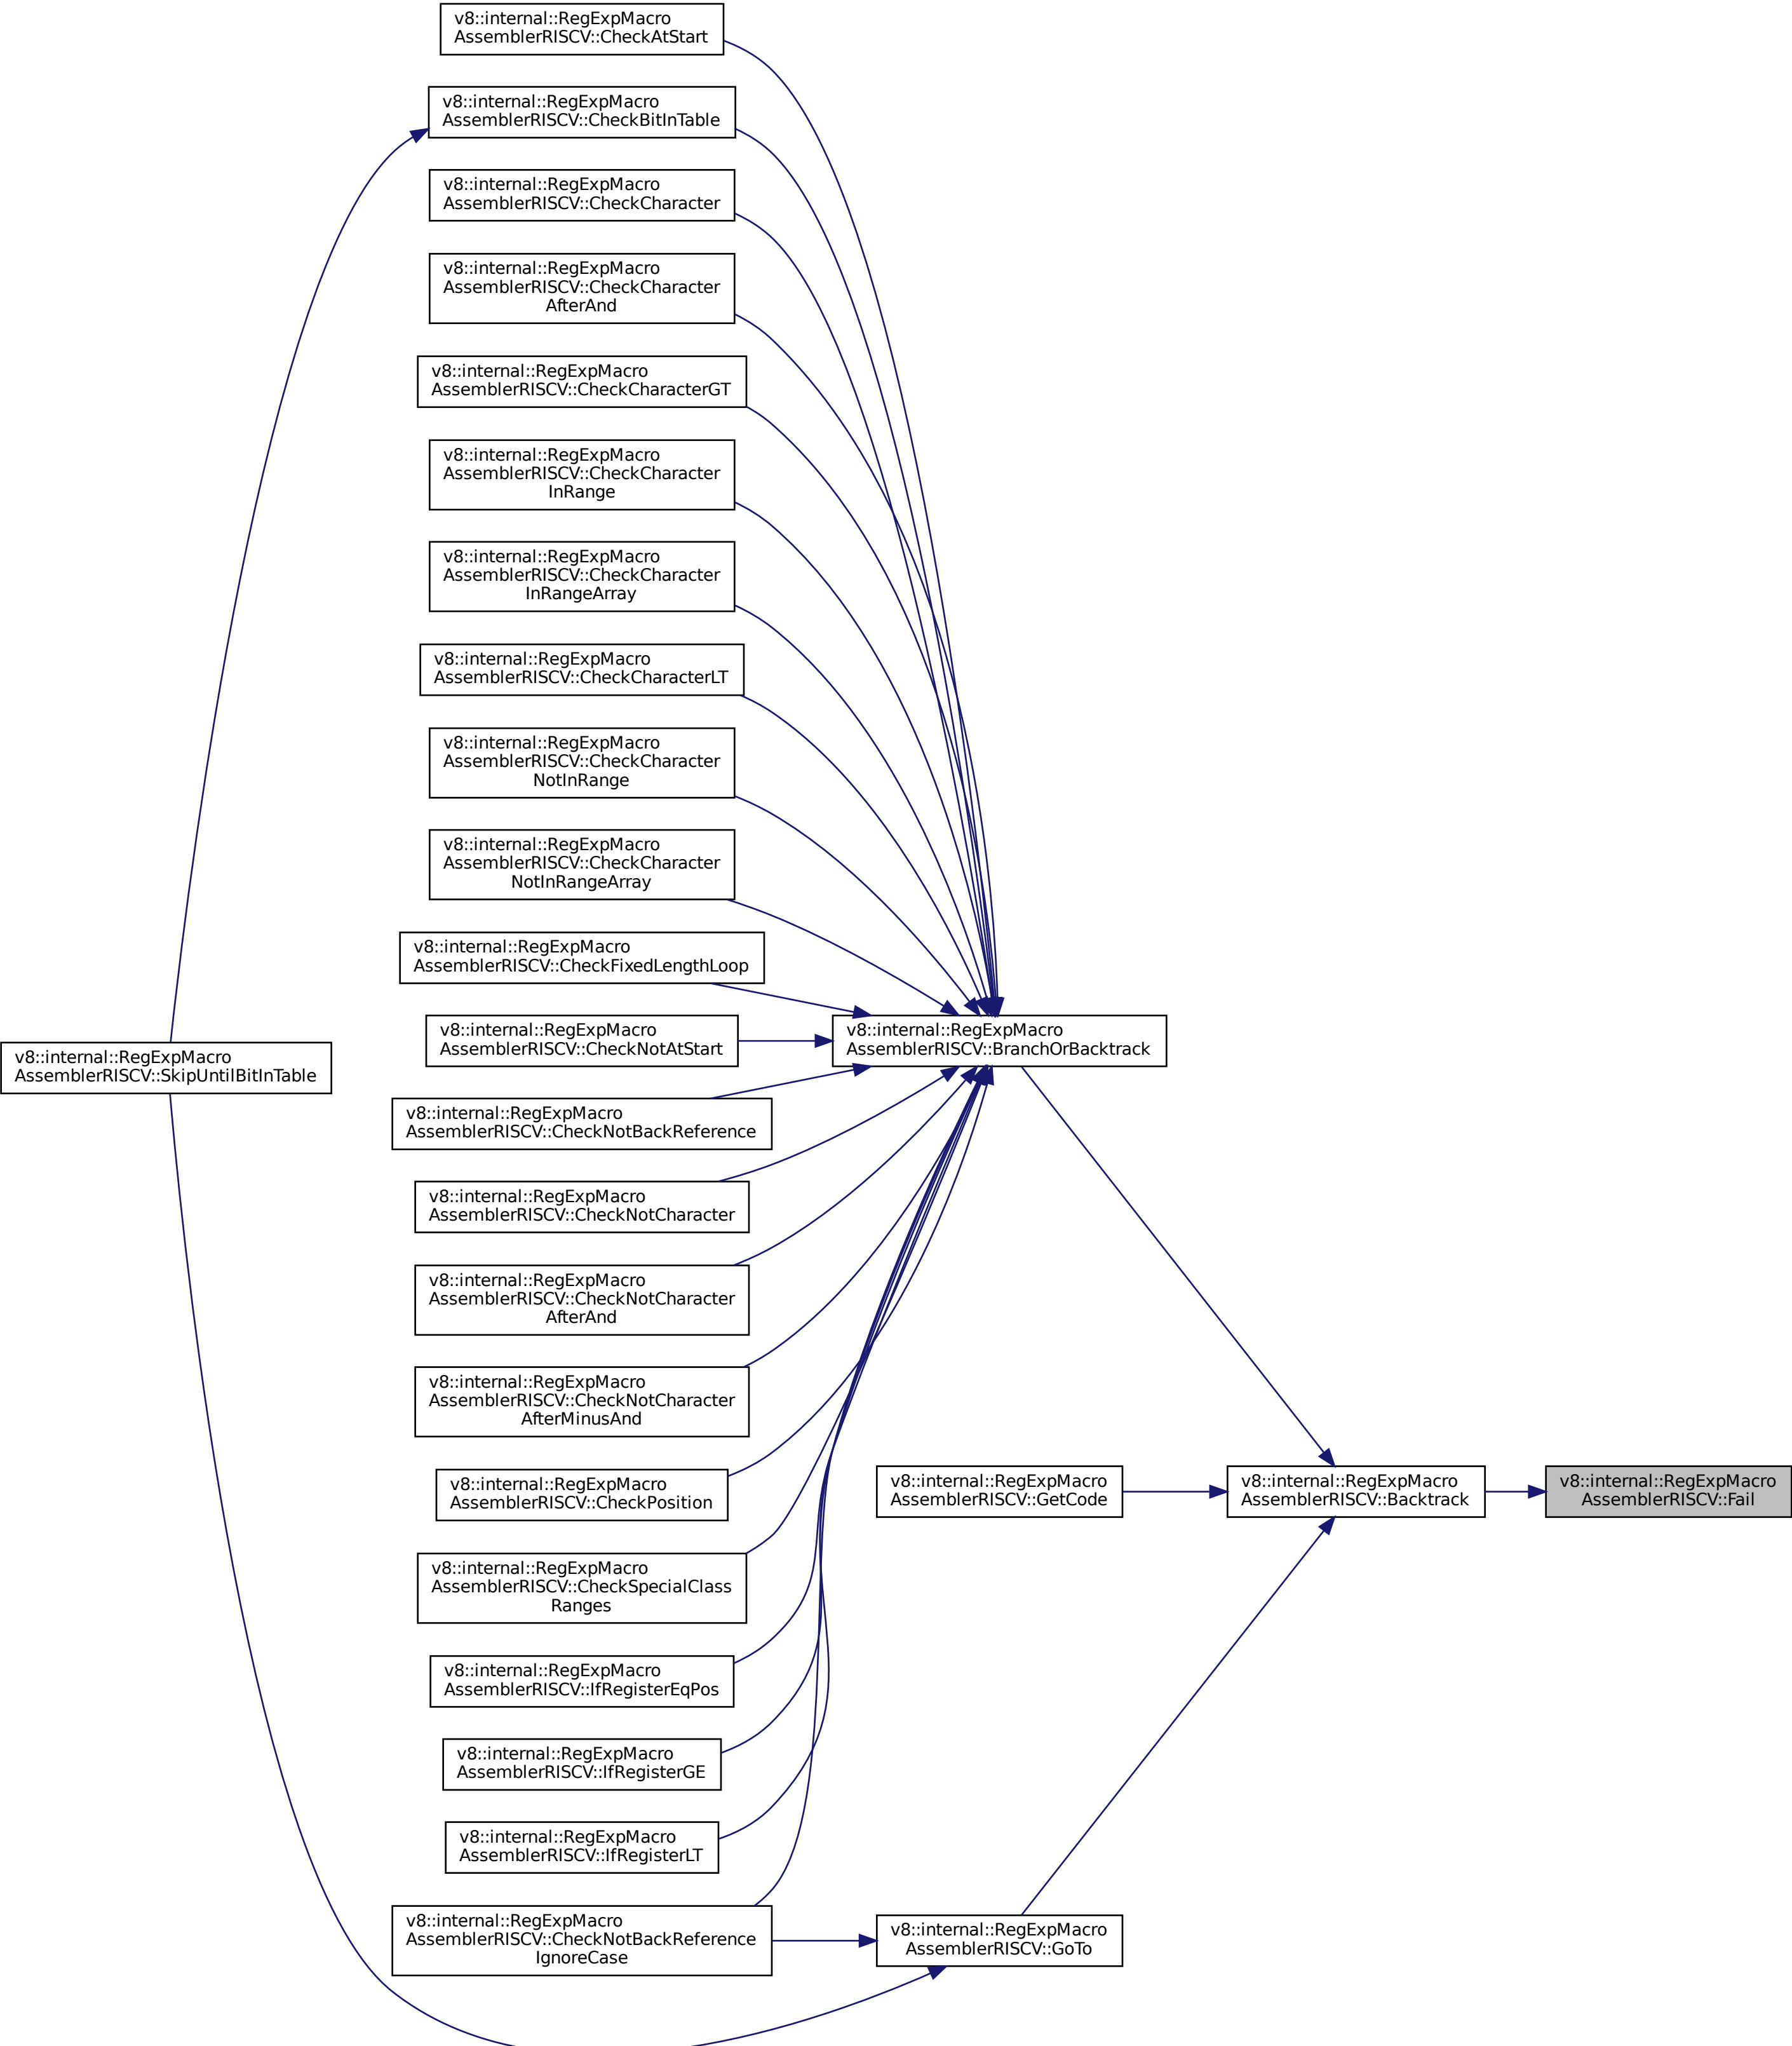 v8::internal::RegExpMacro
AssemblerRISCV::CheckAtStart
v8::internal::RegExpMacro
AssemblerRISCV::CheckBitInTable
v8::internal::RegExpMacro
AssemblerRISCV::CheckCharacter
v8::internal::RegExpMacro
AssemblerRISCV::CheckCharacter
AfterAnd
v8::internal::RegExpMacro
AssemblerRISCV::CheckCharacterGT
v8::internal::RegExpMacro
AssemblerRISCV::CheckCharacter
InRange
v8::internal::RegExpMacro
AssemblerRISCV::CheckCharacter
InRangeArray
v8::internal::RegExpMacro
AssemblerRISCV::CheckCharacterLT
v8::internal::RegExpMacro
AssemblerRISCV::CheckCharacter
NotInRange
v8::internal::RegExpMacro
AssemblerRISCV::CheckCharacter
NotInRangeArray
v8::internal::RegExpMacro
AssemblerRISCV::CheckFixedLengthLoop
v8::internal::RegExpMacro
AssemblerRISCV::CheckNotAtStart
v8::internal::RegExpMacro
AssemblerRISCV::BranchOrBacktrack
v8::internal::RegExpMacro
AssemblerRISCV::SkipUntilBitInTable
v8::internal::RegExpMacro
AssemblerRISCV::CheckNotBackReference
v8::internal::RegExpMacro
AssemblerRISCV::CheckNotCharacter
v8::internal::RegExpMacro
AssemblerRISCV::CheckNotCharacter
AfterAnd
v8::internal::RegExpMacro
AssemblerRISCV::CheckNotCharacter
AfterMinusAnd
v8::internal::RegExpMacro
AssemblerRISCV::CheckPosition
v8::internal::RegExpMacro
AssemblerRISCV::GetCode
v8::internal::RegExpMacro
AssemblerRISCV::Backtrack
v8::internal::RegExpMacro
AssemblerRISCV::Fail
v8::internal::RegExpMacro
AssemblerRISCV::CheckSpecialClass
Ranges
v8::internal::RegExpMacro
AssemblerRISCV::IfRegisterEqPos
v8::internal::RegExpMacro
AssemblerRISCV::IfRegisterGE
v8::internal::RegExpMacro
AssemblerRISCV::IfRegisterLT
v8::internal::RegExpMacro
AssemblerRISCV::CheckNotBackReference
IgnoreCase
v8::internal::RegExpMacro
AssemblerRISCV::GoTo